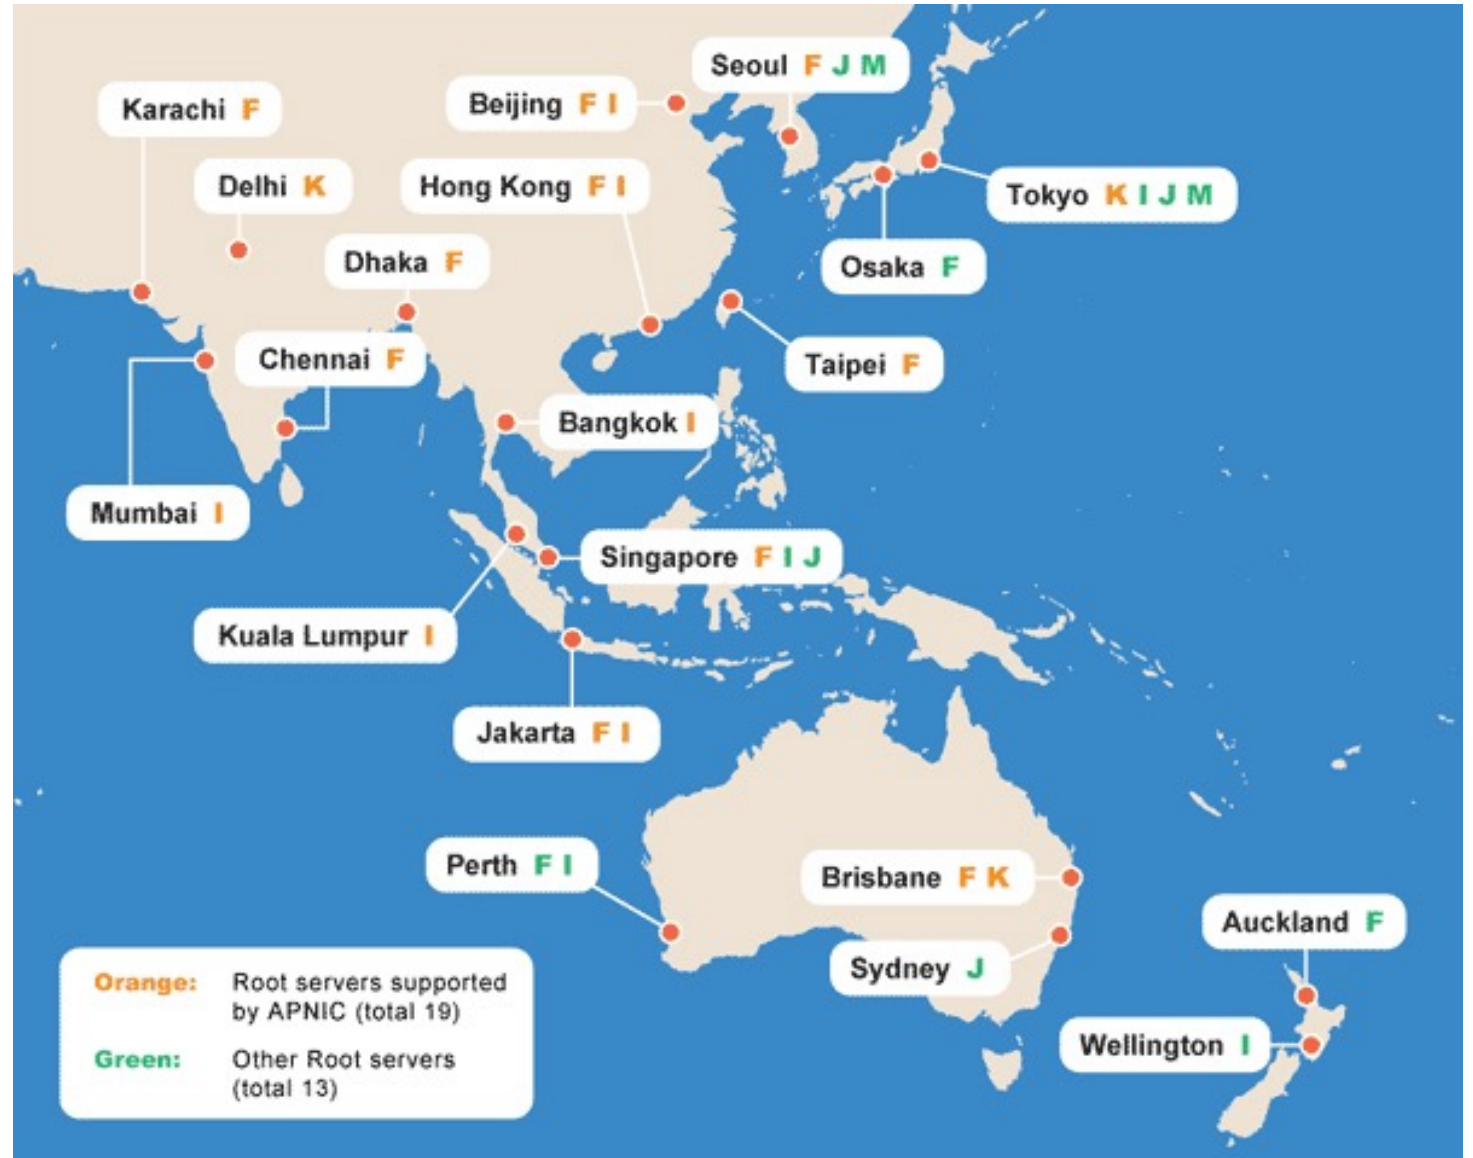 Seoul F J M
Karachi F
Beijing F I
Delhi K
Hong Kong F I
Tokyo K I J M
Dhaka F
Osaka F
Chennai F
Taipei F
Bangkok I
Mumbai I
Singapore F I J
Kuala Lumpur I
Jakarta F I
Perth F I
Brisbane F K
Auckland F
Sydney J
Wellington I
Orange: Root servers supported
by APNIC (total 19)
Green: Other Root servers
(total 13)